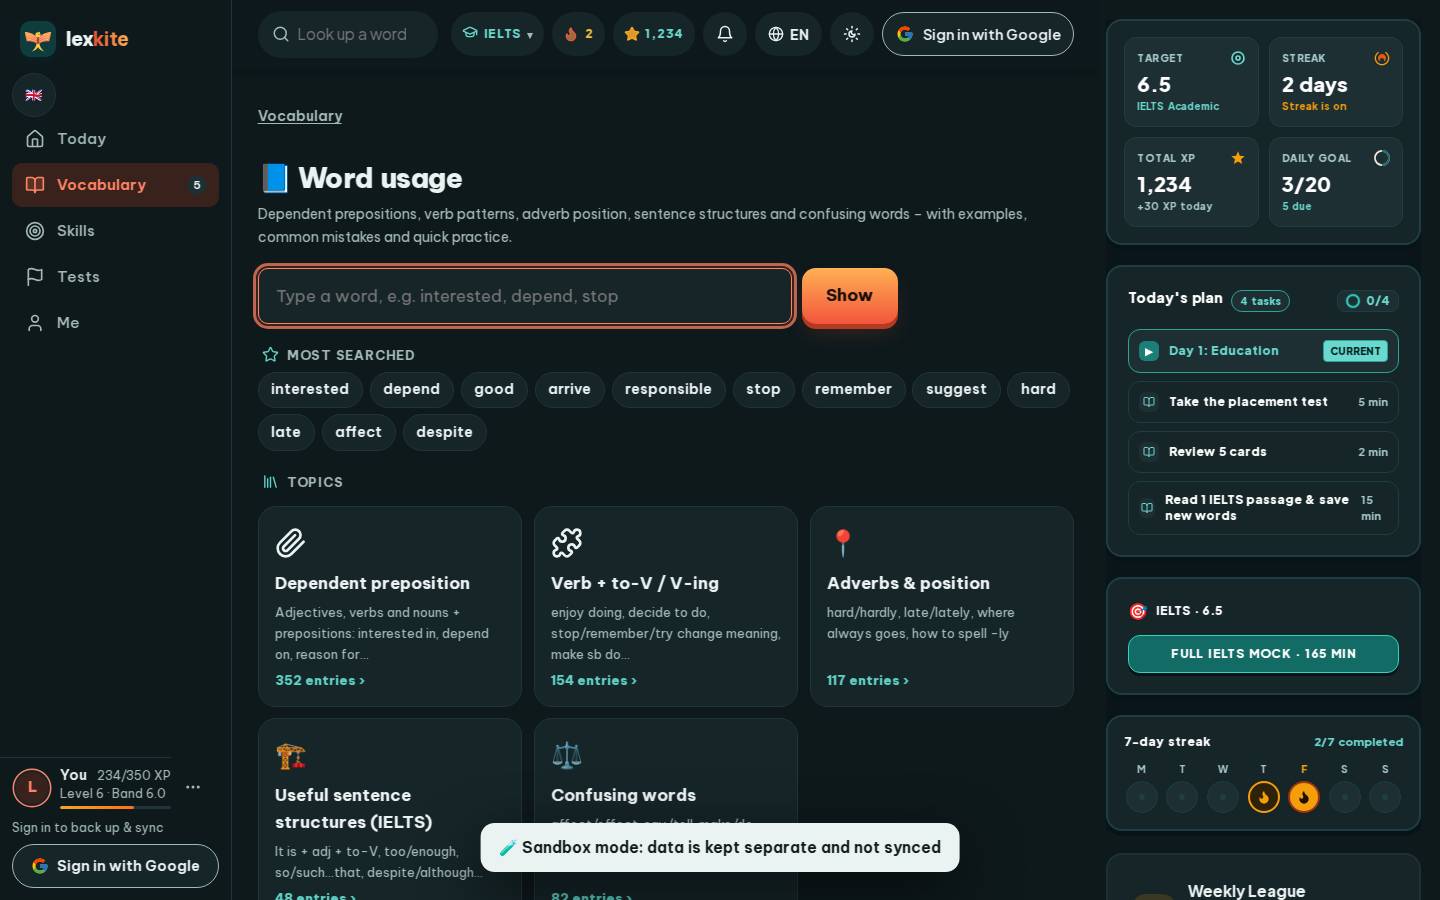 lexkite
Today
Vocabulary 5
Skills
Tests
Me
L
You 234/350 XP
Level 6 · Band 6.0
Sign in to back up & sync
Sign in with Google
Look up a word
IELTS
2
1,234
EN
Sign in with Google
Vocabulary
Word usage
Dependent prepositions, verb patterns, adverb position, sentence structures and confusing words – with examples,
common mistakes and quick practice.
Type a word, e.g. interested, depend, stop
Show
MOST SEARCHED
interested depend good arrive responsible stop remember suggest hard
late affect despite
TOPICS
Dependent preposition
Adjectives, verbs and nouns +
prepositions: interested in, depend
on, reason for...
352 entries ›
Verb + to-V / V-ing
enjoy doing, decide to do,
stop/remember/try change meaning,
make sb do...
154 entries ›
Adverbs & position
hard/hardly, late/lately, where
always goes, how to spell -ly
117 entries ›
Useful sentence
structures (IELTS)
It is + adj + to-V, too/enough,
so/such...that, despite/although...
48 entries ›
Confusing words
82 entries ›
Sandbox mode: data is kept separate and not synced
TARGET
6.5
IELTS Academic
STREAK
2 days
Streak is on
TOTAL XP
1,234
+30 XP today
DAILY GOAL
3/20
5 due
Today's plan 4 tasks 0/4
Day 1: Education CURRENT
Take the placement test 5 min
Review 5 cards 2 min
Read 1 IELTS passage & save 15
new words min
IELTS · 6.5
FULL IELTS MOCK · 165 MIN
7-day streak 2/7 completed
M T W T F S S
Weekly League